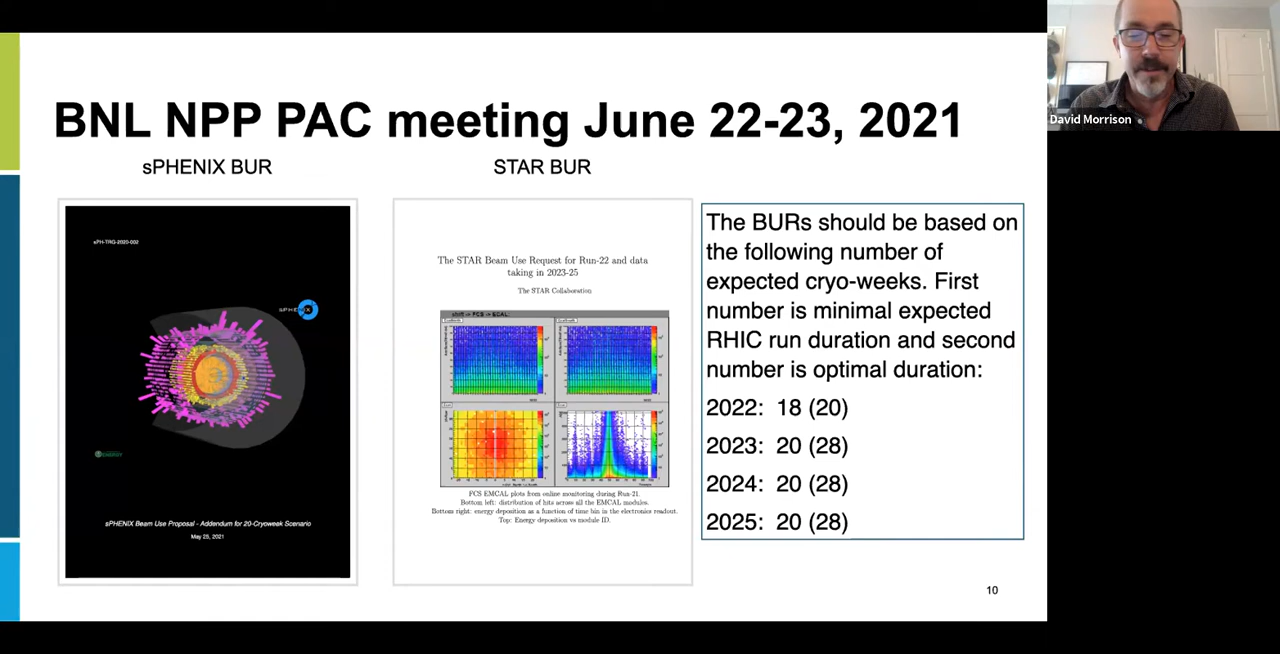 BNL NPP PAC meeting June 22-23, 2021
sPHENIX BUR
STAR BUR
sPH-TRG-2020-002
SPHENIX
ENERGY
sPHENIX Beam Use Proposal - Addendum for 20-Cryoweek Scenario
May 25, 2021
The STAR Beam Use Request for Run-22 and data
taking in 2023-25
The STAR Collaboration
shift -> FCS -> ECAL:
FCS EMCAL plots from online monitoring during Run-21.
Bottom left: distribution of hits across all the EMCAL modules.
Bottom right: energy deposition as a function of time bin in the electronics readout.
Top: Energy deposition vs module ID.
The BURs should be based on
the following number of
expected cryo-weeks. First
number is minimal expected
RHIC run duration and second
number is optimal duration:
2022: 18 (20)
2023: 20 (28)
2024: 20 (28)
2025: 20 (28)
10
David Morrison